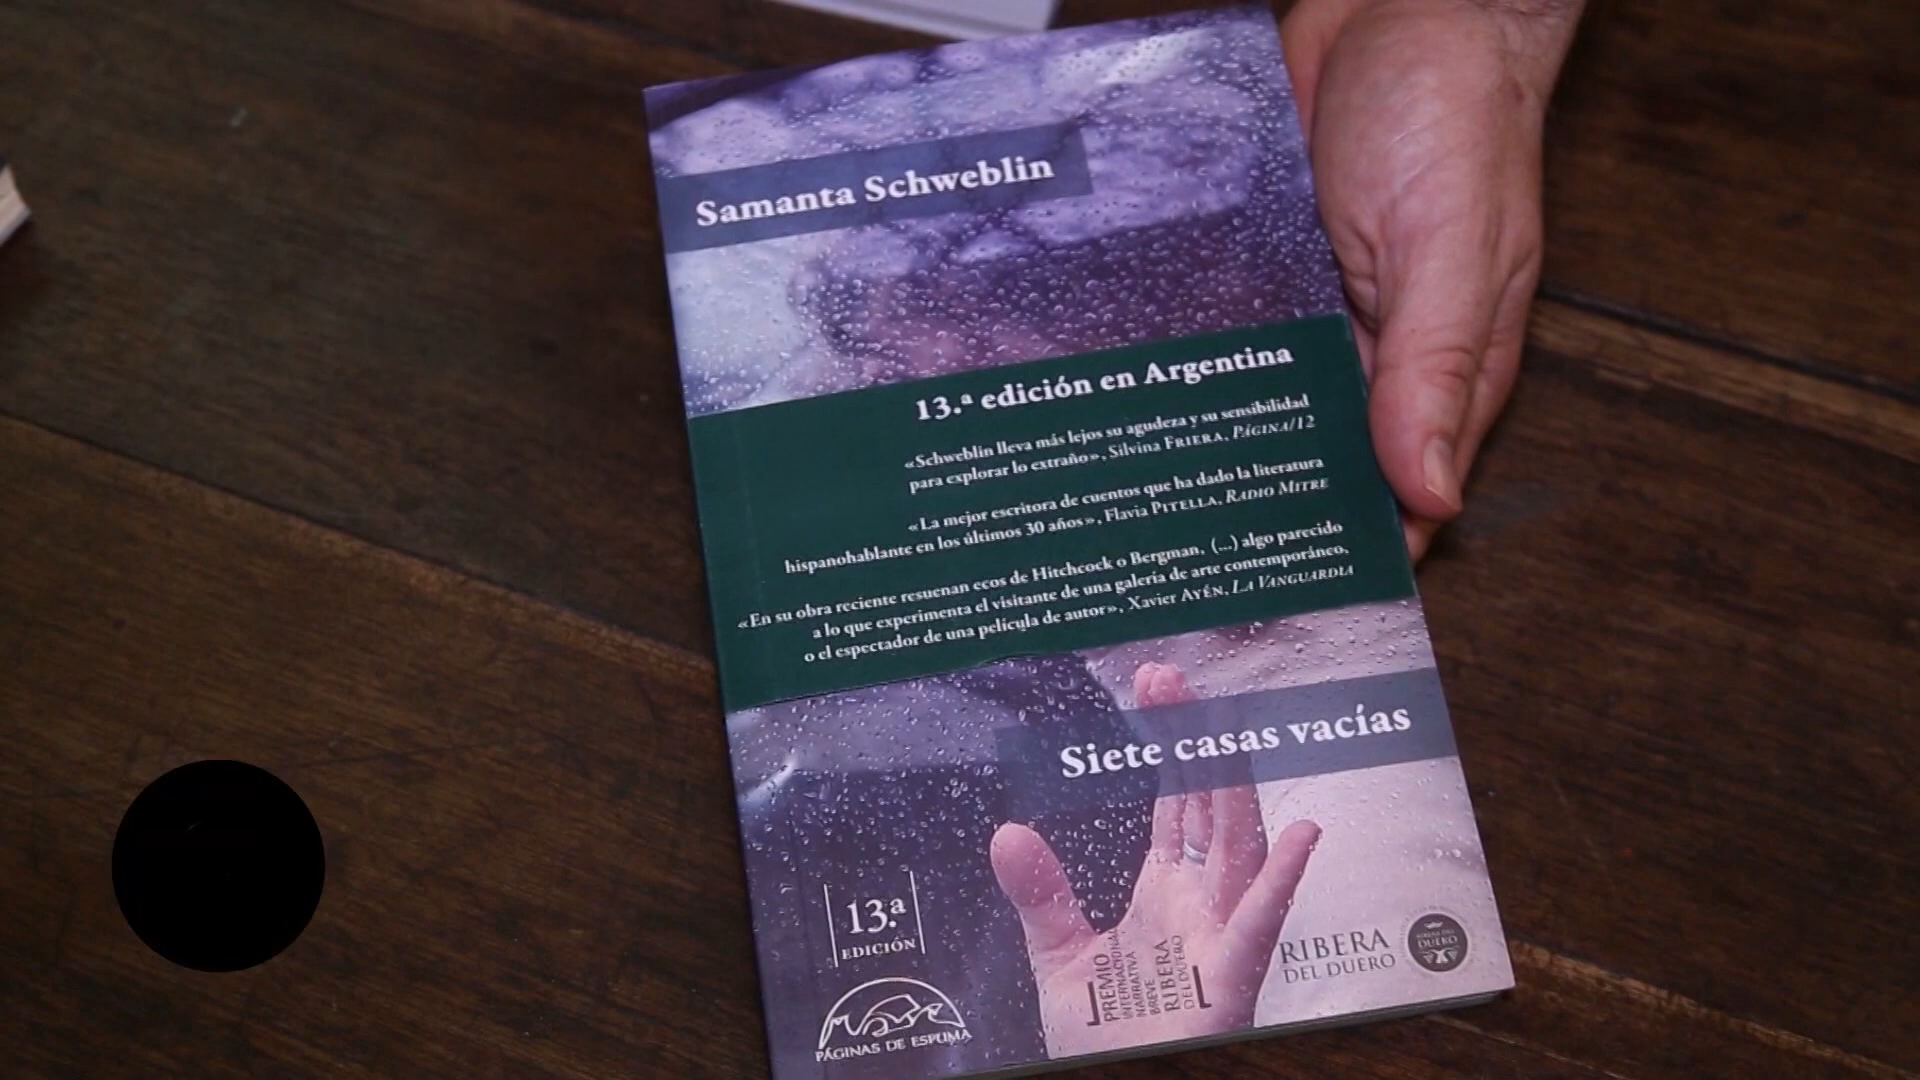 Samanta Schweblin
13.ª edición en Argentina
«Schweblin lleva más lejos su agudeza y su sensibilidad
para explorar lo extraño», Silvina FRIERA, PÁGINA/12
«La mejor escritora de cuentos que ha dado la literatura
hispanohablante en los últimos 30 años», Flavia PITELLA, RADIO MITRE
«En su obra reciente resuenan ecos de Hitchcock o Bergman, (...) algo parecido
a lo que experimenta el visitante de una galería de arte contemporáneo,
o el espectador de una película de autor», Xavier AYÉN, LA VANGUARDIA
Siete casas vacías
13.ª
EDICIÓN
PÁGINAS DE ESPUMA
PREMIO
INTERNACIONAL
NARRATIVA
BREVE
RIBERA
DEL DUERO
RIBERA
DEL DUERO
DUERO